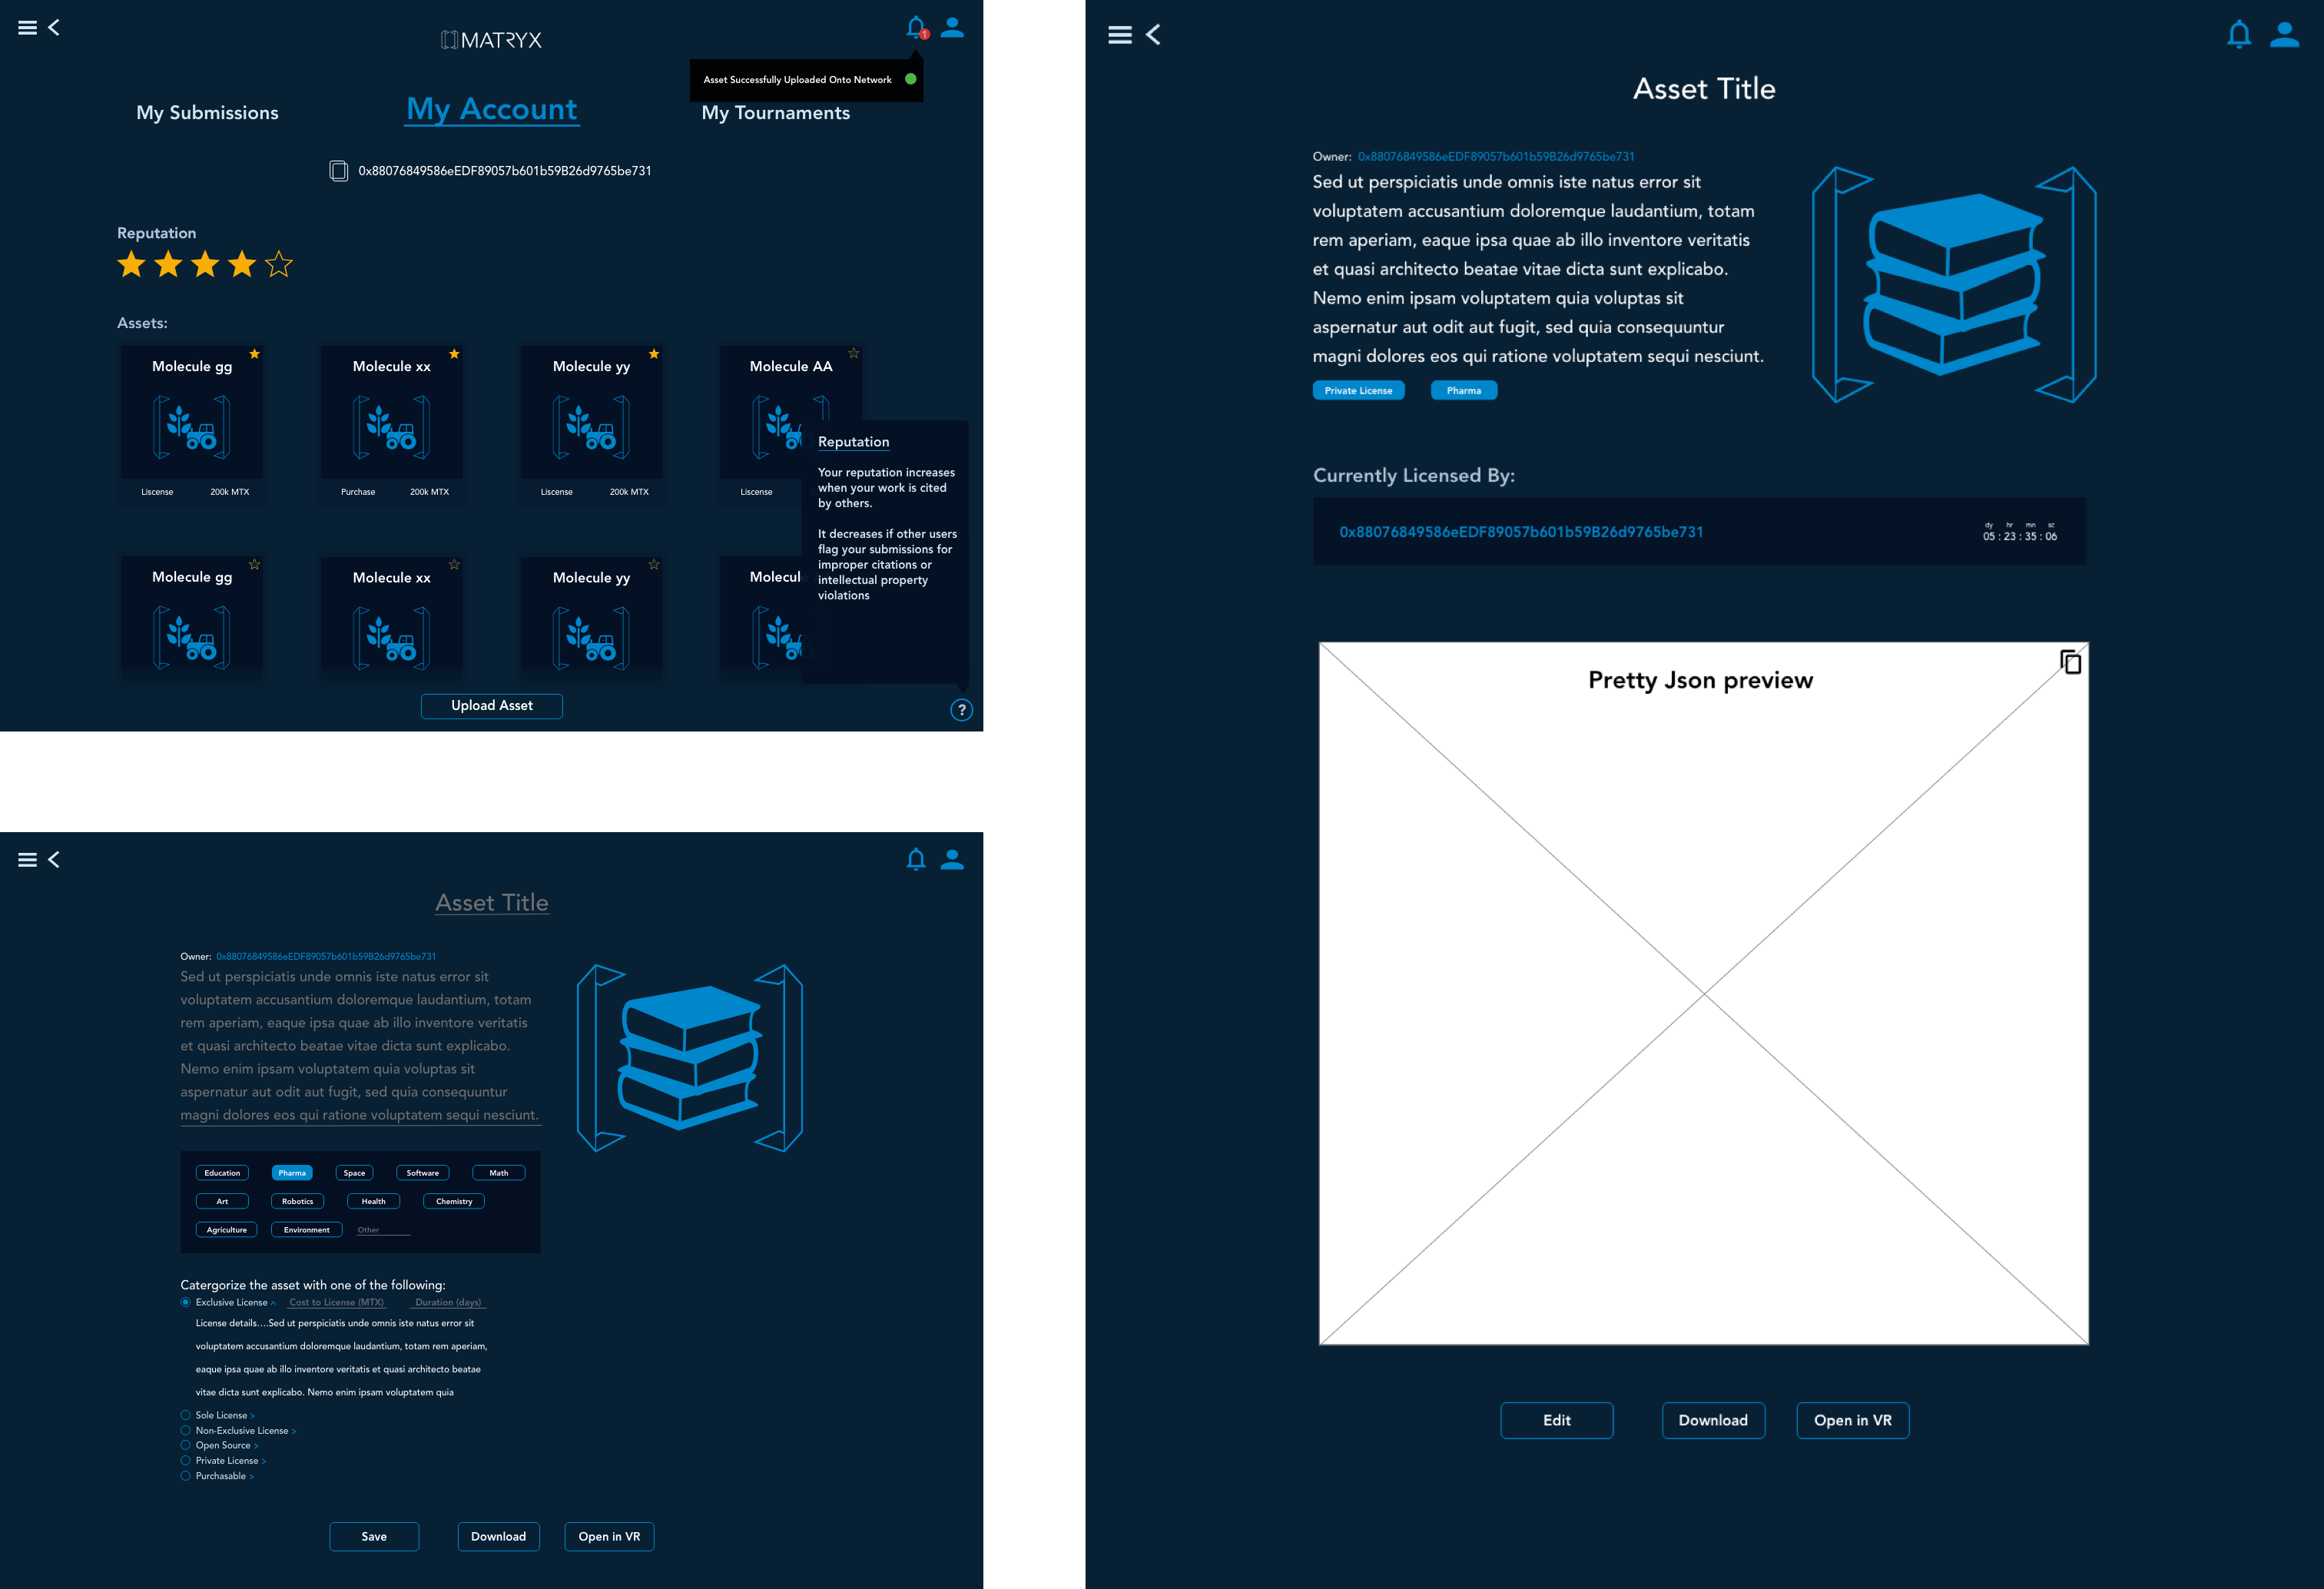 MATRYX
1
Asset Successfully Uploaded Onto Network
My Submissions
My Account
My Tournaments
0x88076849586eEDF89057b601b59B26d9765be731
Reputation
Assets:
Molecule gg
Molecule xx
Molecule yy
Molecule AA
Liscense 200k MTX
Purchase 200k MTX
Liscense 200k MTX
Liscense
Molecule gg
Molecule xx
Molecule yy
Molecul
Reputation
Your reputation increases
when your work is cited
by others.
It decreases if other users
flag your submissions for
improper citations or
intellectual property
violations
Upload Asset
?
Asset Title
Owner: 0x88076849586eEDF89057b601b59B26d9765be731
Sed ut perspiciatis unde omnis iste natus error sit
voluptatem accusantium doloremque laudantium, totam
rem aperiam, eaque ipsa quae ab illo inventore veritatis
et quasi architecto beatae vitae dicta sunt explicabo.
Nemo enim ipsam voluptatem quia voluptas sit
aspernatur aut odit aut fugit, sed quia consequuntur
magni dolores eos qui ratione voluptatem sequi nesciunt.
Education Pharma Space Software Math
Art Robotics Health Chemistry
Agriculture Environment Other
Catergorize the asset with one of the following:
Exclusive License Cost to License (MTX) Duration (days)
License details....Sed ut perspiciatis unde omnis iste natus error sit
voluptatem accusantium doloremque laudantium, totam rem aperiam,
eaque ipsa quae ab illo inventore veritatis et quasi architecto beatae
vitae dicta sunt explicabo. Nemo enim ipsam voluptatem quia
Sole License >
Non-Exclusive License >
Open Source >
Private License >
Purchasable >
Save
Download
Open in VR
Asset Title
Owner: 0x88076849586eEDF89057b601b59B26d9765be731
Sed ut perspiciatis unde omnis iste natus error sit
voluptatem accusantium doloremque laudantium, totam
rem aperiam, eaque ipsa quae ab illo inventore veritatis
et quasi architecto beatae vitae dicta sunt explicabo.
Nemo enim ipsam voluptatem quia voluptas sit
aspernatur aut odit aut fugit, sed quia consequuntur
magni dolores eos qui ratione voluptatem sequi nesciunt.
Private License
Pharma
Currently Licensed By:
0x88076849586eEDF89057b601b59B26d9765be731
dy hr mn sc
05 : 23 : 35 : 06
Pretty Json preview
Edit
Download
Open in VR